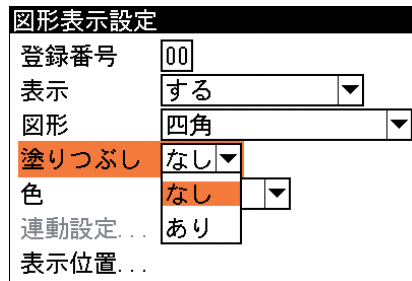 図形表示設定
登録番号 00
表示 する
図形 四角
塗りつぶし なし
色 なし
連動設定... あり
表示位置...